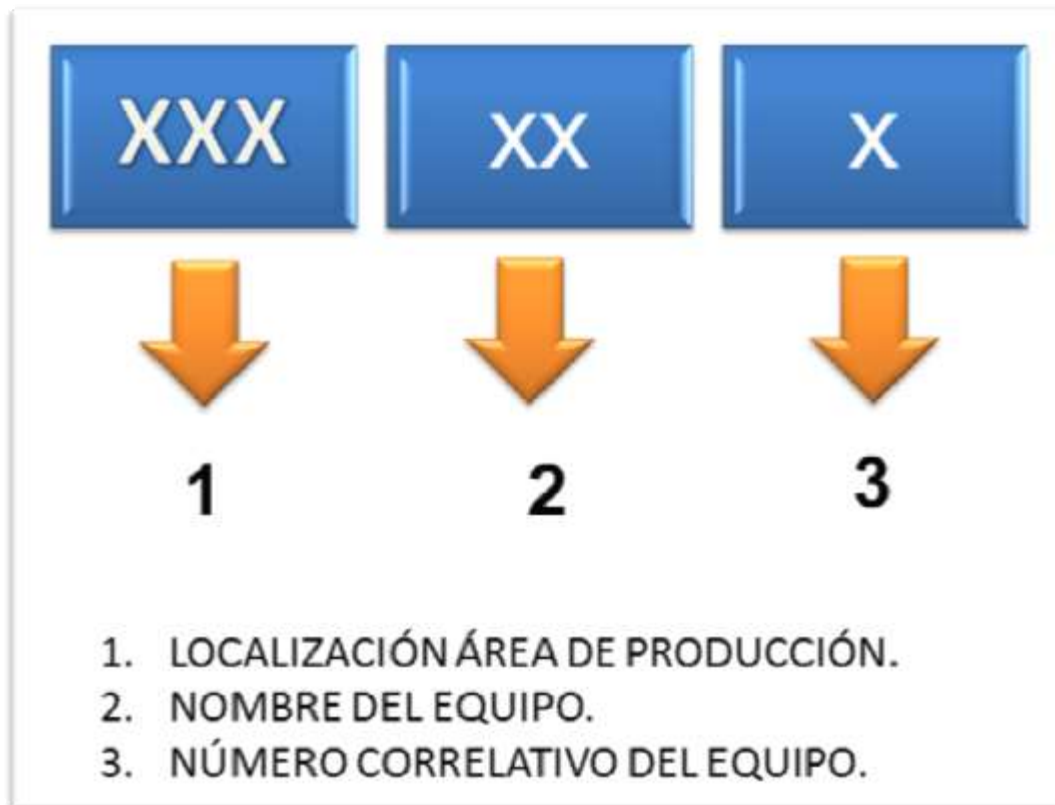 XXX XX X
1 2 3
1. LOCALIZACIÓN ÁREA DE PRODUCCIÓN.
2. NOMBRE DEL EQUIPO.
3. NÚMERO CORRELATIVO DEL EQUIPO.